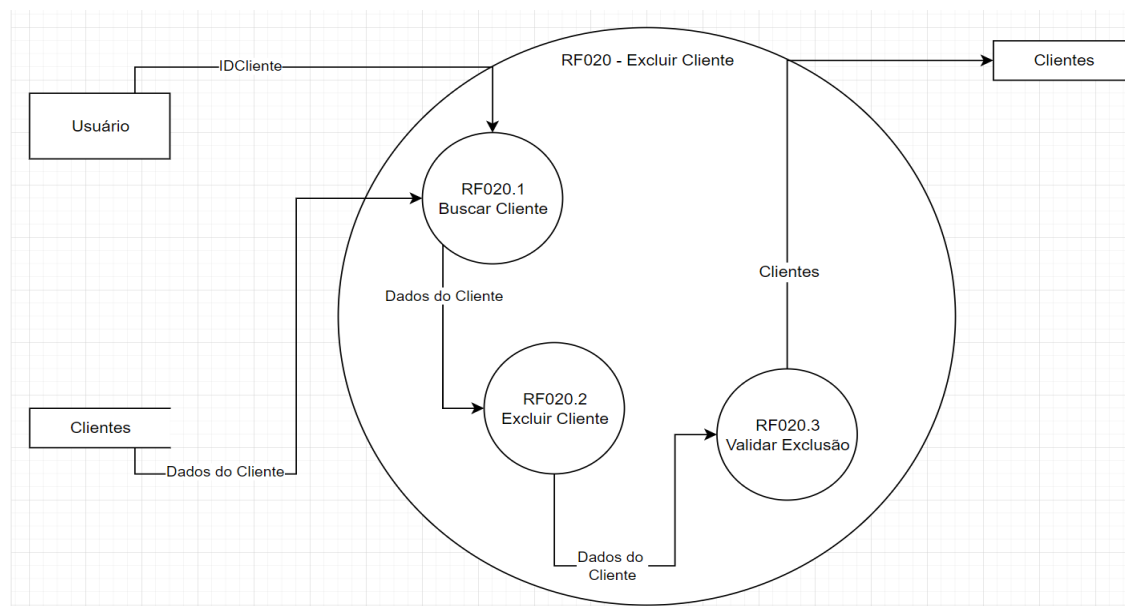 RF020 - Excluir Cliente
IDCliente
Clientes
Usuário
RF020.1
Buscar Cliente
Clientes
Dados do Cliente
RF020.2
Excluir Cliente
RF020.3
Validar Exclusão
Clientes
Dados do Cliente
Dados do
Cliente